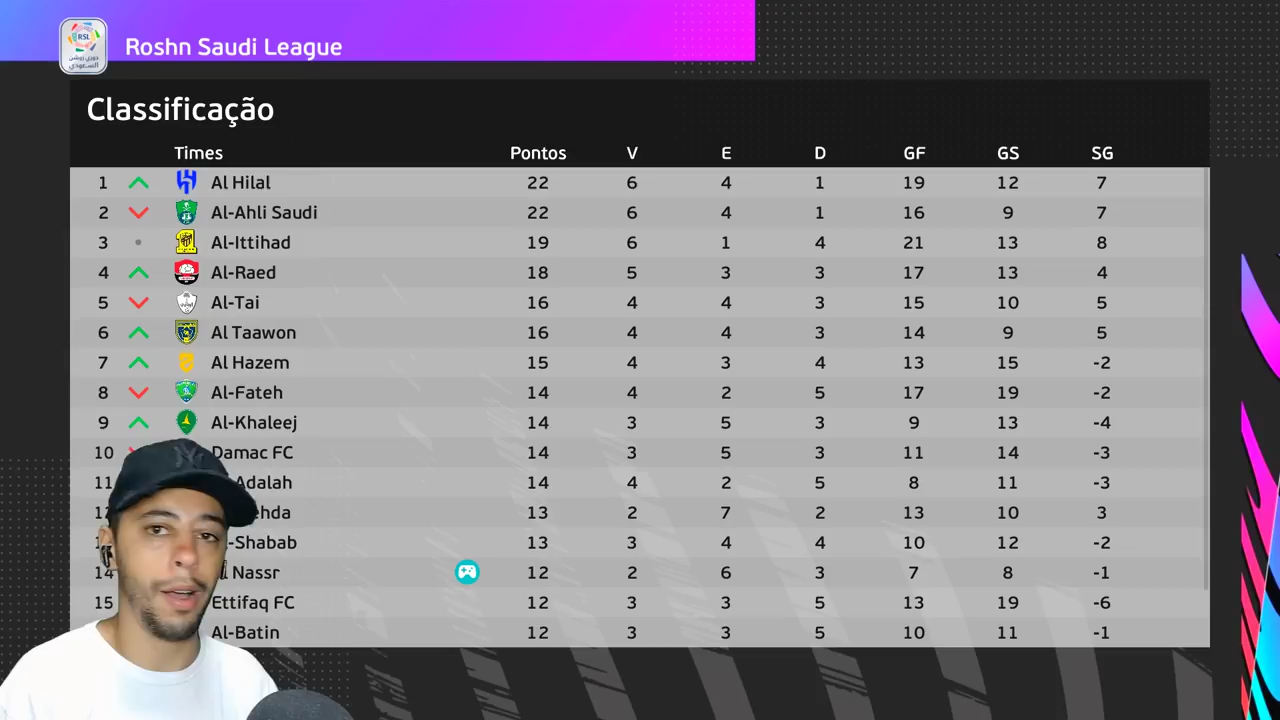 RSL
دوري روشن
السعودي
Roshn Saudi League
Classificação
Times Pontos V E D GF GS SG
1 Al Hilal 22 6 4 1 19 12 7
2 Al-Ahli Saudi 22 6 4 1 16 9 7
3 Al-Ittihad 19 6 1 4 21 13 8
4 Al-Raed 18 5 3 3 17 13 4
5 Al-Tai 16 4 4 3 15 10 5
6 Al Taawon 16 4 4 3 14 9 5
7 Al Hazem 15 4 3 4 13 15 -2
8 Al-Fateh 14 4 2 5 17 19 -2
9 Al-Khaleej 14 3 5 3 9 13 -4
10 Damac FC 14 3 5 3 11 14 -3
11 Adalah 14 4 2 5 8 11 -3
13 2 7 2 13 10 3
-Shabab 13 3 4 4 10 12 -2
14 Nassr 12 2 6 3 7 8 -1
15 Ettifaq FC 12 3 3 5 13 19 -6
Al-Batin 12 3 3 5 10 11 -1